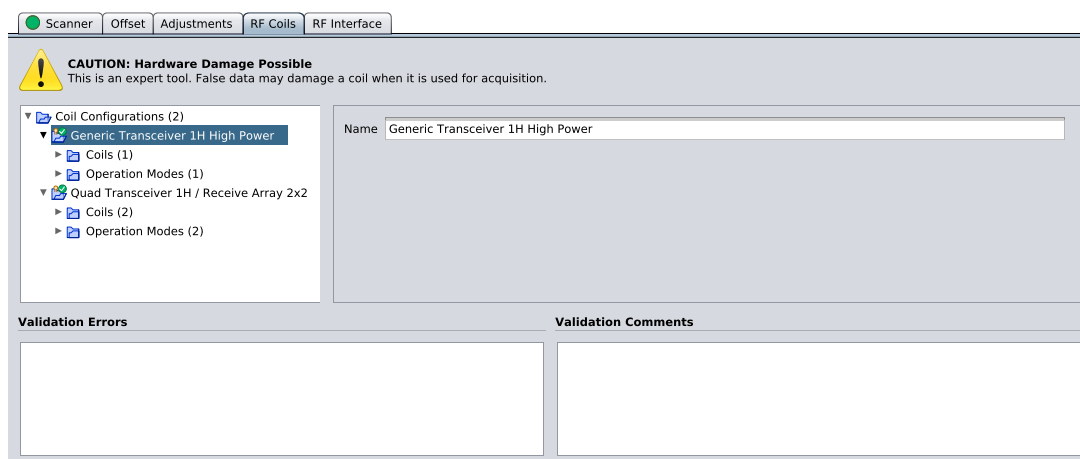 Scanner Offset Adjustments RF Coils RF Interface
CAUTION: Hardware Damage Possible
This is an expert tool. False data may damage a coil when it is used for acquisition.
Coil Configurations (2)
Generic Transceiver 1H High Power
Coils (1)
Operation Modes (1)
Quad Transceiver 1H / Receive Array 2x2
Coils (2)
Operation Modes (2)
Name Generic Transceiver 1H High Power
Validation Errors
Validation Comments